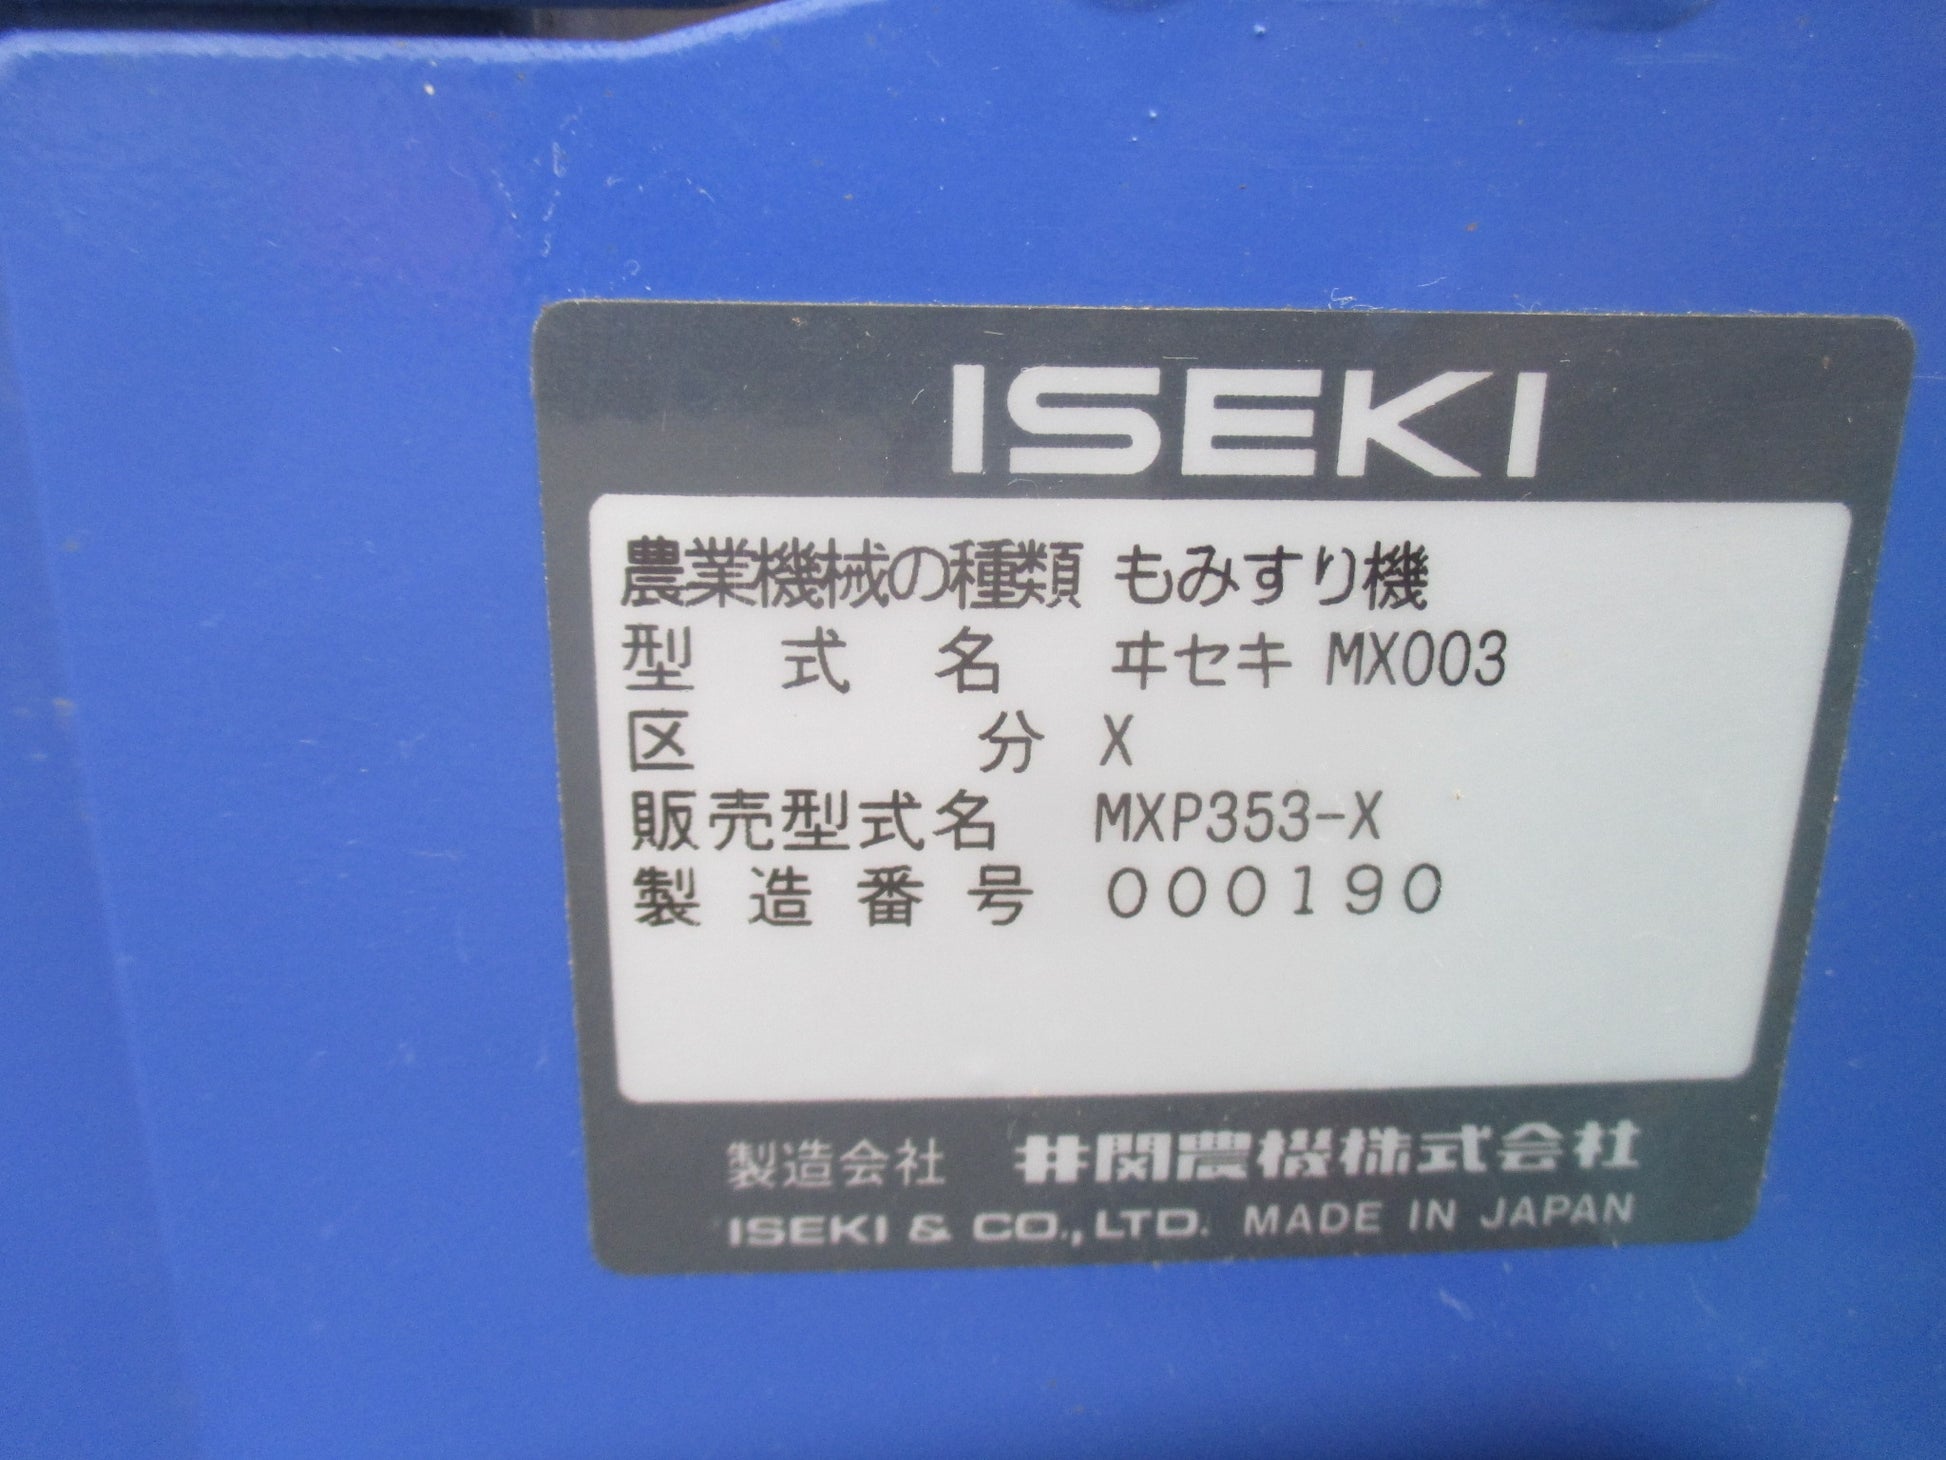 ISEKI
農業機械の種類 もみすり機
型式名 ヰセキ MX003
区分 X
販売型式名 MXP353-X
製造番号 000190
製造会社 井関農機株式会社
ISEKI & CO., LTD. MADE IN JAPAN